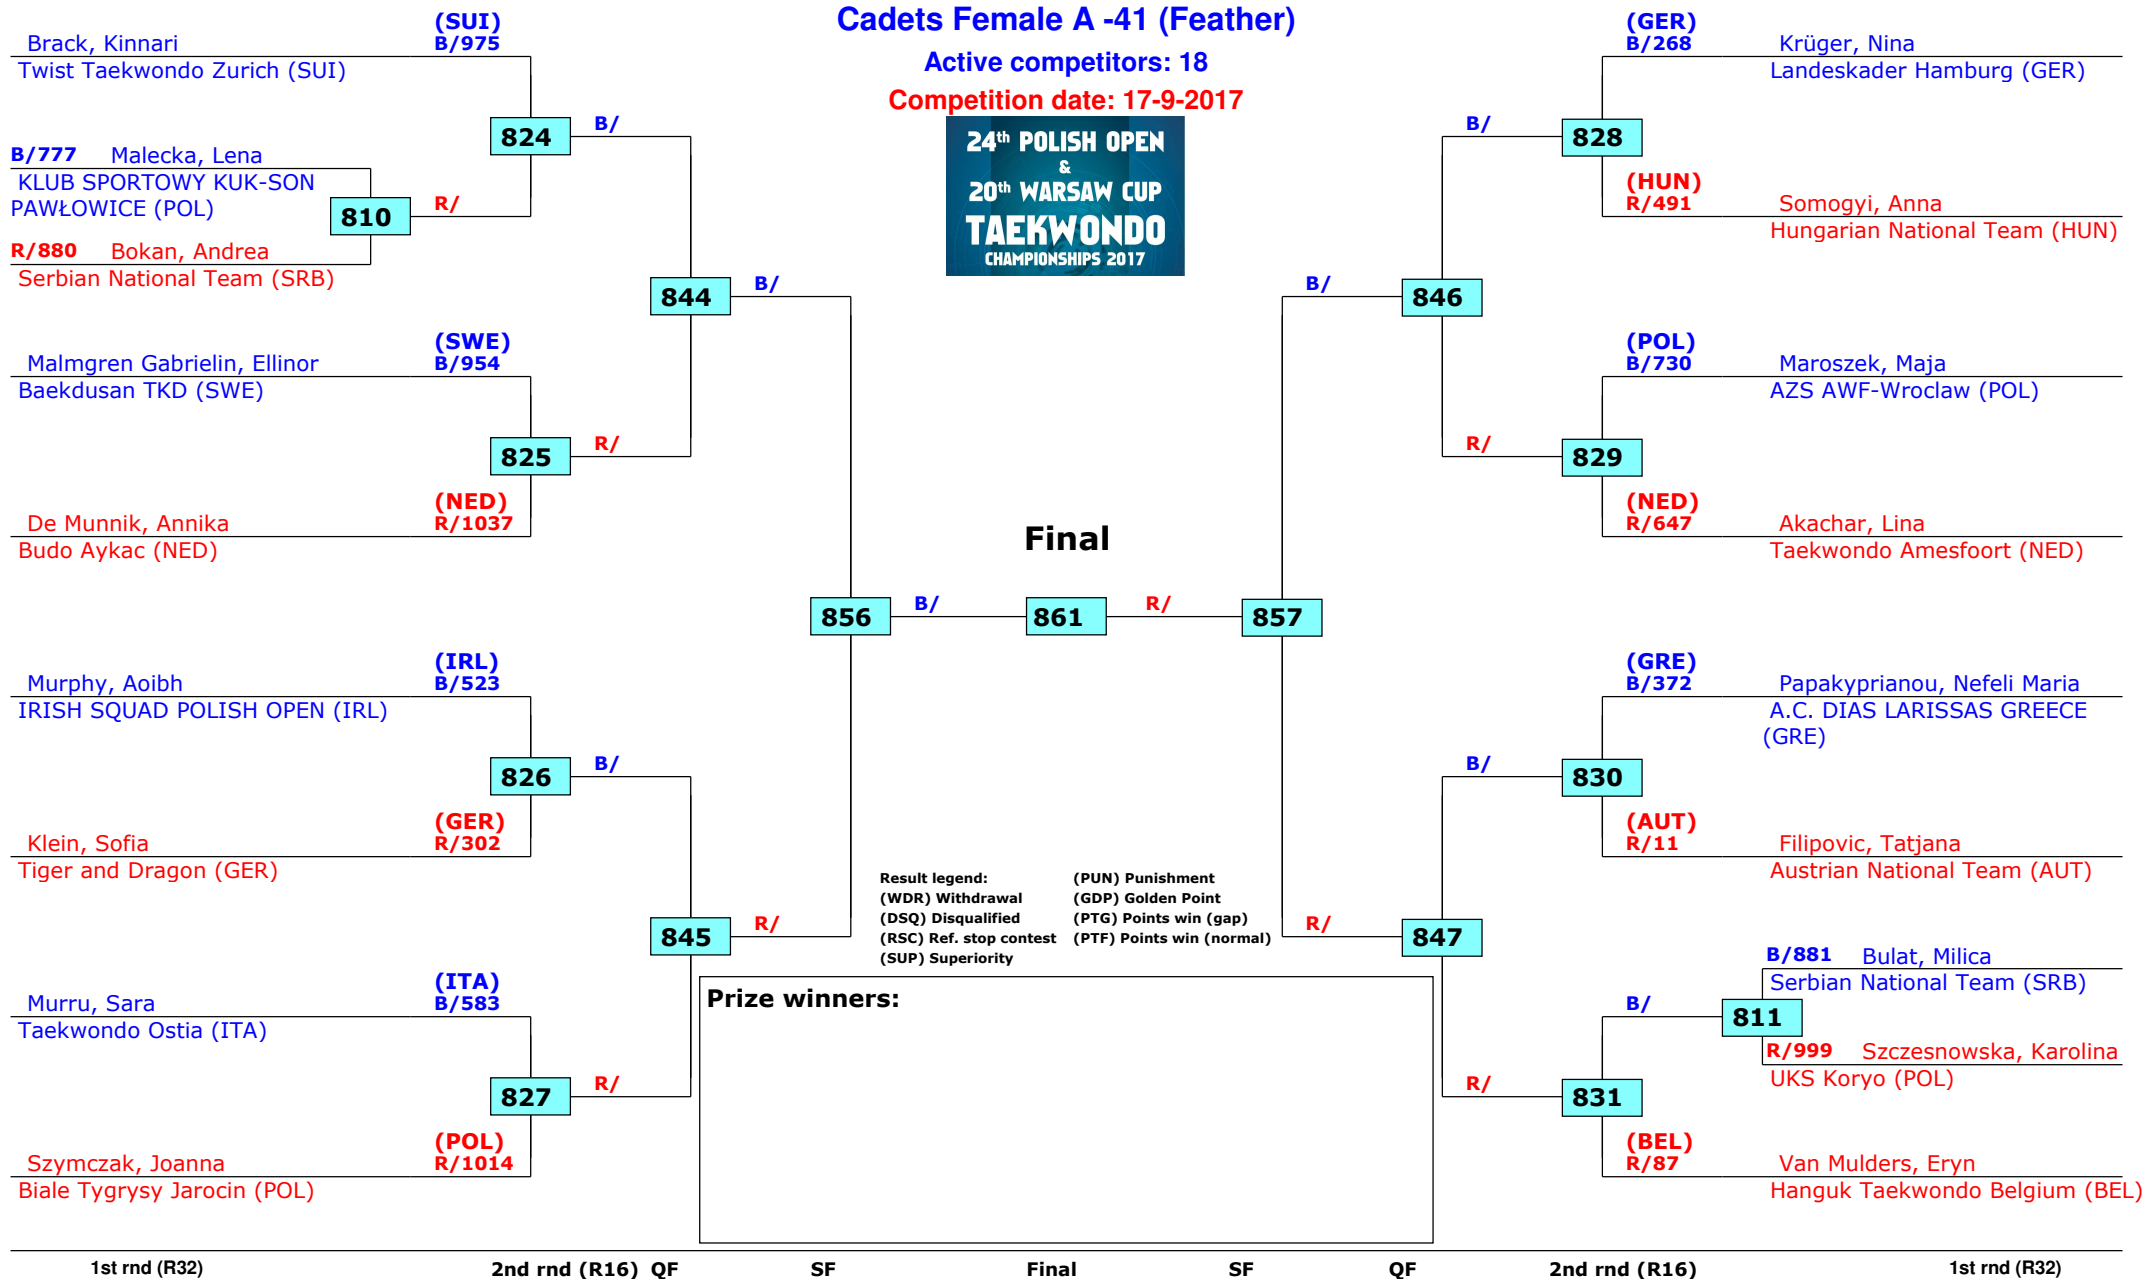 Cadets Female A -41 (Feather)
Active competitors: 18
Competition date: 17-9-2017
24th POLISH OPEN
&
20th WARSAW CUP
TAEKWONDO
CHAMPIONSHIPS 2017
(SUI)
Brack, Kinnari B/975
Twist Taekwondo Zurich (SUI)
824 B/
B/777 Malecka, Lena
KLUB SPORTOWY KUK-SON
PAWŁOWICE (POL)
810 R/
R/880 Bokan, Andrea
Serbian National Team (SRB)
844 B/
(SWE)
Malmgren Gabrielin, Ellinor B/954
Baekdusan TKD (SWE)
825 R/
(NED)
De Munnik, Annika R/1037
Budo Aykac (NED)
856 B/
(IRL)
Murphy, Aoibh B/523
IRISH SQUAD POLISH OPEN (IRL)
826 B/
(GER)
Klein, Sofia R/302
Tiger and Dragon (GER)
845 R/
(ITA)
Murru, Sara B/583
Taekwondo Ostia (ITA)
827 R/
(POL)
Szymczak, Joanna R/1014
Biale Tygrysy Jarocin (POL)
Final
861
(GER)
B/268 Krüger, Nina
Landeskader Hamburg (GER)
B/ 828
(HUN)
R/491 Somogyi, Anna
Hungarian National Team (HUN)
B/ 846
(POL)
B/730 Maroszek, Maja
AZS AWF-Wroclaw (POL)
R/ 829
(NED)
R/647 Akachar, Lina
Taekwondo Amesfoort (NED)
R/ 857
(GRE)
B/372 Papakyprianou, Nefeli Maria
A.C. DIAS LARISSAS GREECE
(GRE)
B/ 830
(AUT)
R/11 Filipovic, Tatjana
Austrian National Team (AUT)
R/ 847
B/881 Bulat, Milica
Serbian National Team (SRB)
B/ 811
R/999 Szczesnowska, Karolina
UKS Koryo (POL)
R/ 831
(BEL)
R/87 Van Mulders, Eryn
Hanguk Taekwondo Belgium (BEL)
Result legend: (PUN) Punishment
(WDR) Withdrawal (GDP) Golden Point
(DSQ) Disqualified (PTG) Points win (gap)
(RSC) Ref. stop contest (PTF) Points win (normal)
(SUP) Superiority
Prize winners:
1st rnd (R32) 2nd rnd (R16) QF SF Final SF QF 2nd rnd (R16) 1st rnd (R32)